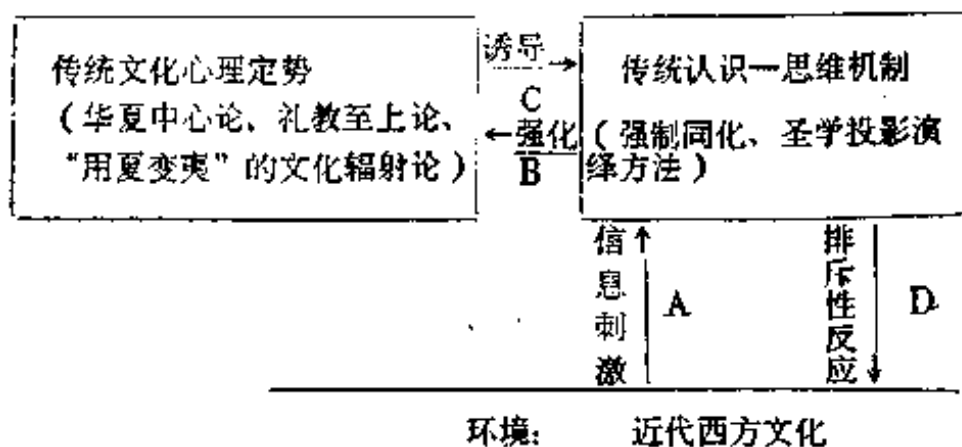 传统文化心理定势
（华夏中心论、礼教至上论、
“用夏变夷”的文化辐射论）
诱导
C
强化
B
传统认识—思维机制
（强制同化、圣学投影演
绎方法）
信息刺激
A
排斥性反应
D
环境： 近代西方文化